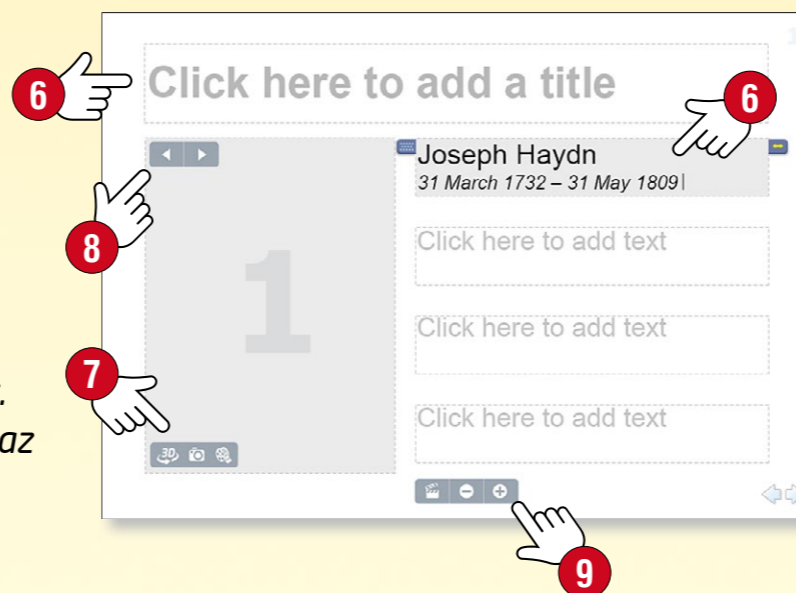 6
Click here to add a title
6
Joseph Haydn
31 March 1732 – 31 May 1809
8
1
Click here to add text
Click here to add text
7
.
az
3D
Click here to add text
9